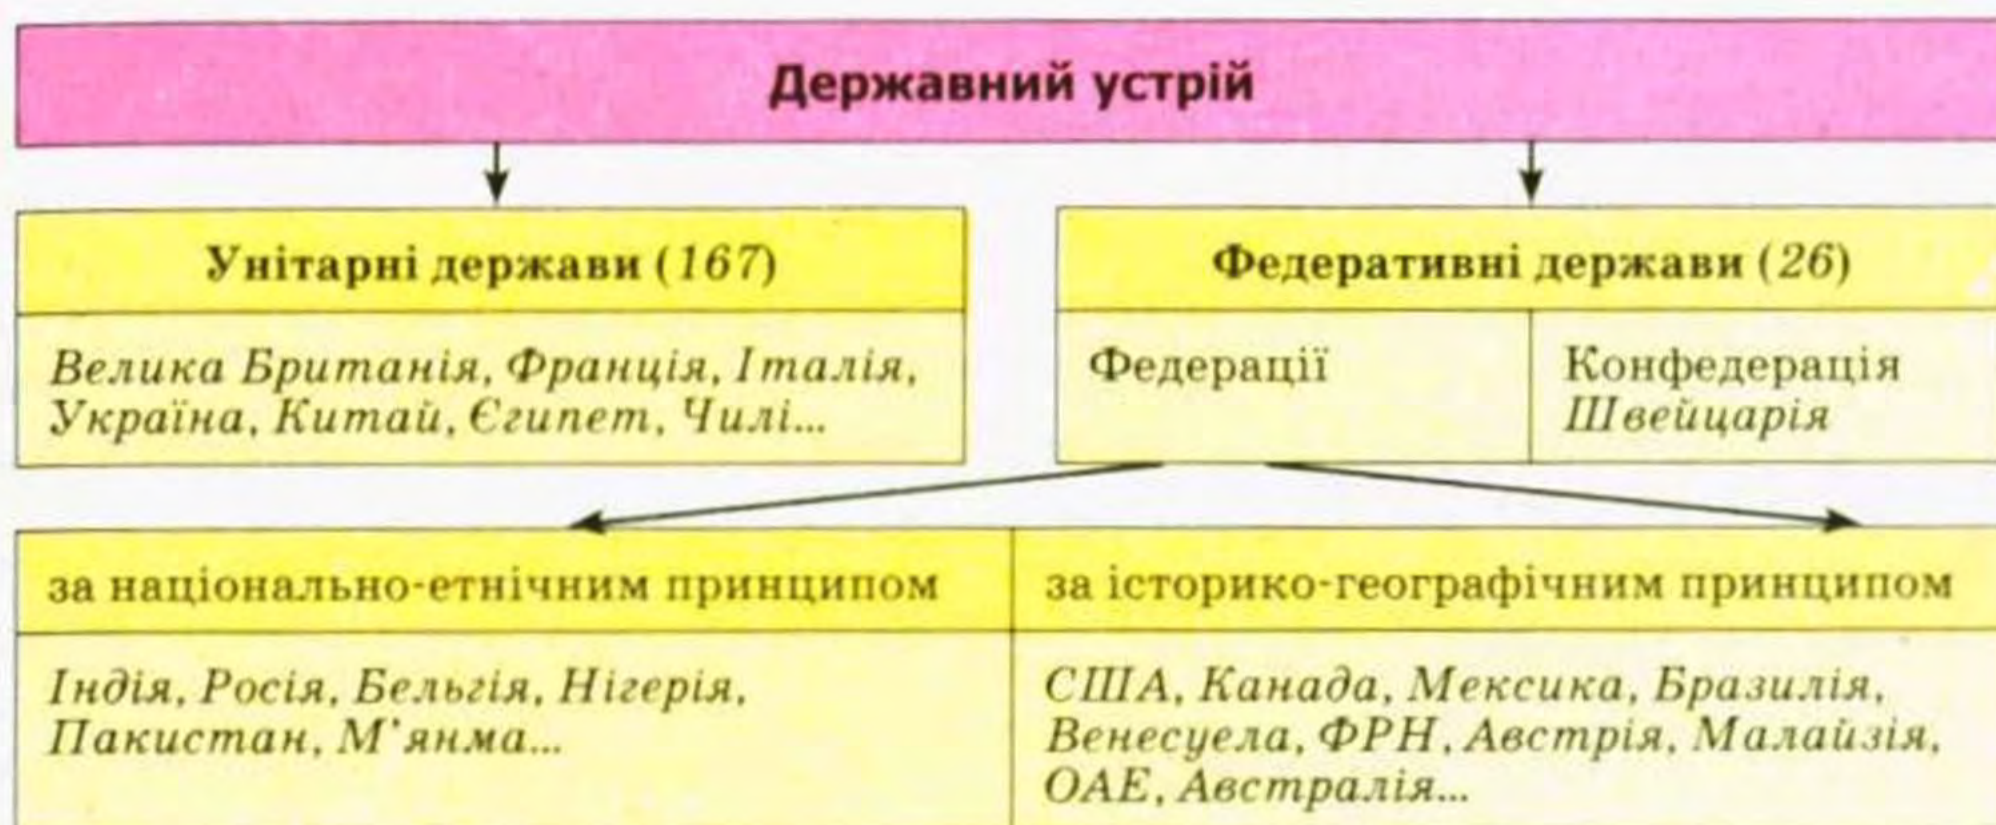 Державний устрій
Унітарні держави (167)
Велика Британія, Франція, Італія,
Україна, Китай, Єгипет, Чилі...
Федеративні держави (26)
Федерації
Конфедерація
Швейцарія
за національно-етнічним принципом
Індія, Росія, Бельгія, Нігерія,
Пакистан, М'янма...
за історико-географічним принципом
США, Канада, Мексика, Бразилія,
Венесуела, ФРН, Австрія, Малайзія,
ОАЕ, Австралія...